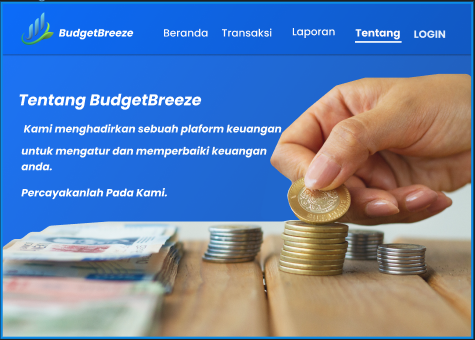 BudgetBreeze Beranda Transaksi Laporan Tentang LOGIN
Tentang BudgetBreeze
Kami menghadirkan sebuah plaform keuangan
untuk mengatur dan memperbaiki keuangan
anda.
Percayakanlah Pada Kami.